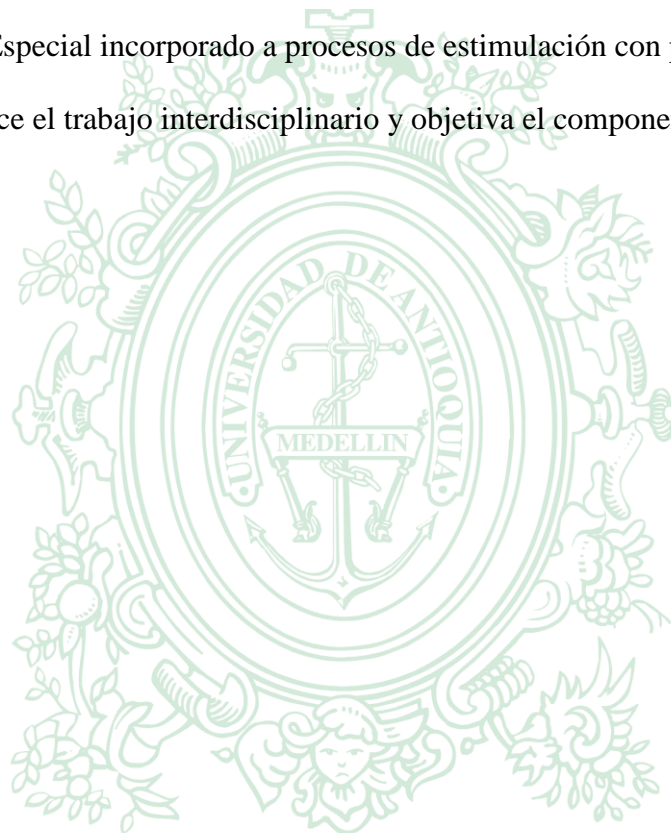 Especial incorporado a procesos de estimulación con
ce el trabajo interdisciplinario y objetiva el compone
UNIVERSIDAD DE ANTIOQUIA
MEDELLIN